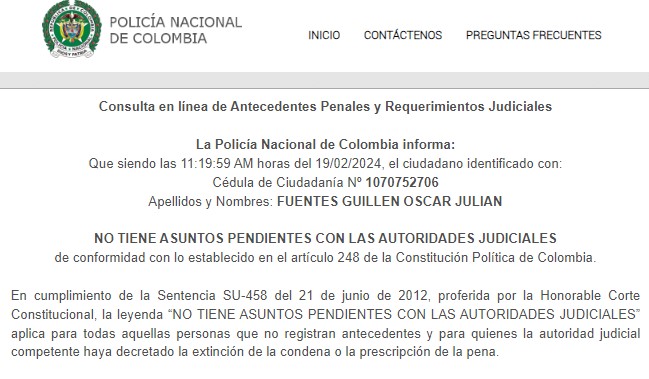 POLICÍA NACIONAL
DE COLOMBIA
INICIO CONTÁCTENOS PREGUNTAS FRECUENTES
Consulta en línea de Antecedentes Penales y Requerimientos Judiciales
La Policía Nacional de Colombia informa:
Que siendo las 11:19:59 AM horas del 19/02/2024, el ciudadano identificado con:
Cédula de Ciudadanía Nº 1070752706
Apellidos y Nombres: FUENTES GUILLEN OSCAR JULIAN
NO TIENE ASUNTOS PENDIENTES CON LAS AUTORIDADES JUDICIALES
de conformidad con lo establecido en el artículo 248 de la Constitución Política de Colombia.
En cumplimiento de la Sentencia SU-458 del 21 de junio de 2012, proferida por la Honorable Corte
Constitucional, la leyenda “NO TIENE ASUNTOS PENDIENTES CON LAS AUTORIDADES JUDICIALES”
aplica para todas aquellas personas que no registran antecedentes y para quienes la autoridad judicial
competente haya decretado la extinción de la condena o la prescripción de la pena.